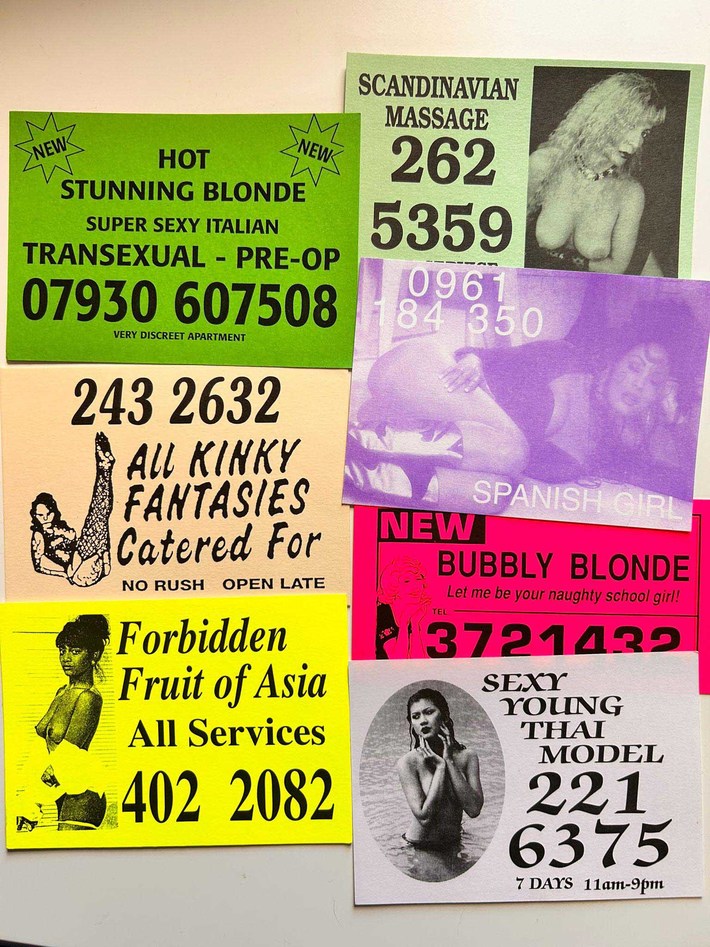 NEW
NEW
HOT
STUNNING BLONDE
SUPER SEXY ITALIAN
TRANSEXUAL - PRE-OP
07930 607508
VERY DISCREET APARTMENT
SCANDINAVIAN
MASSAGE
262
5359
0961
184 350
SPANISH GIRL
243 2632
ALL KINKY
FANTASIES
Catered For
NO RUSH OPEN LATE
NEW
BUBBLY BLONDE
Let me be your naughty school girl!
TEL
3721432
Forbidden
Fruit of Asia
All Services
402 2082
SEXY
YOUNG
THAI
MODEL
221
6375
7 DAYS 11am-9pm